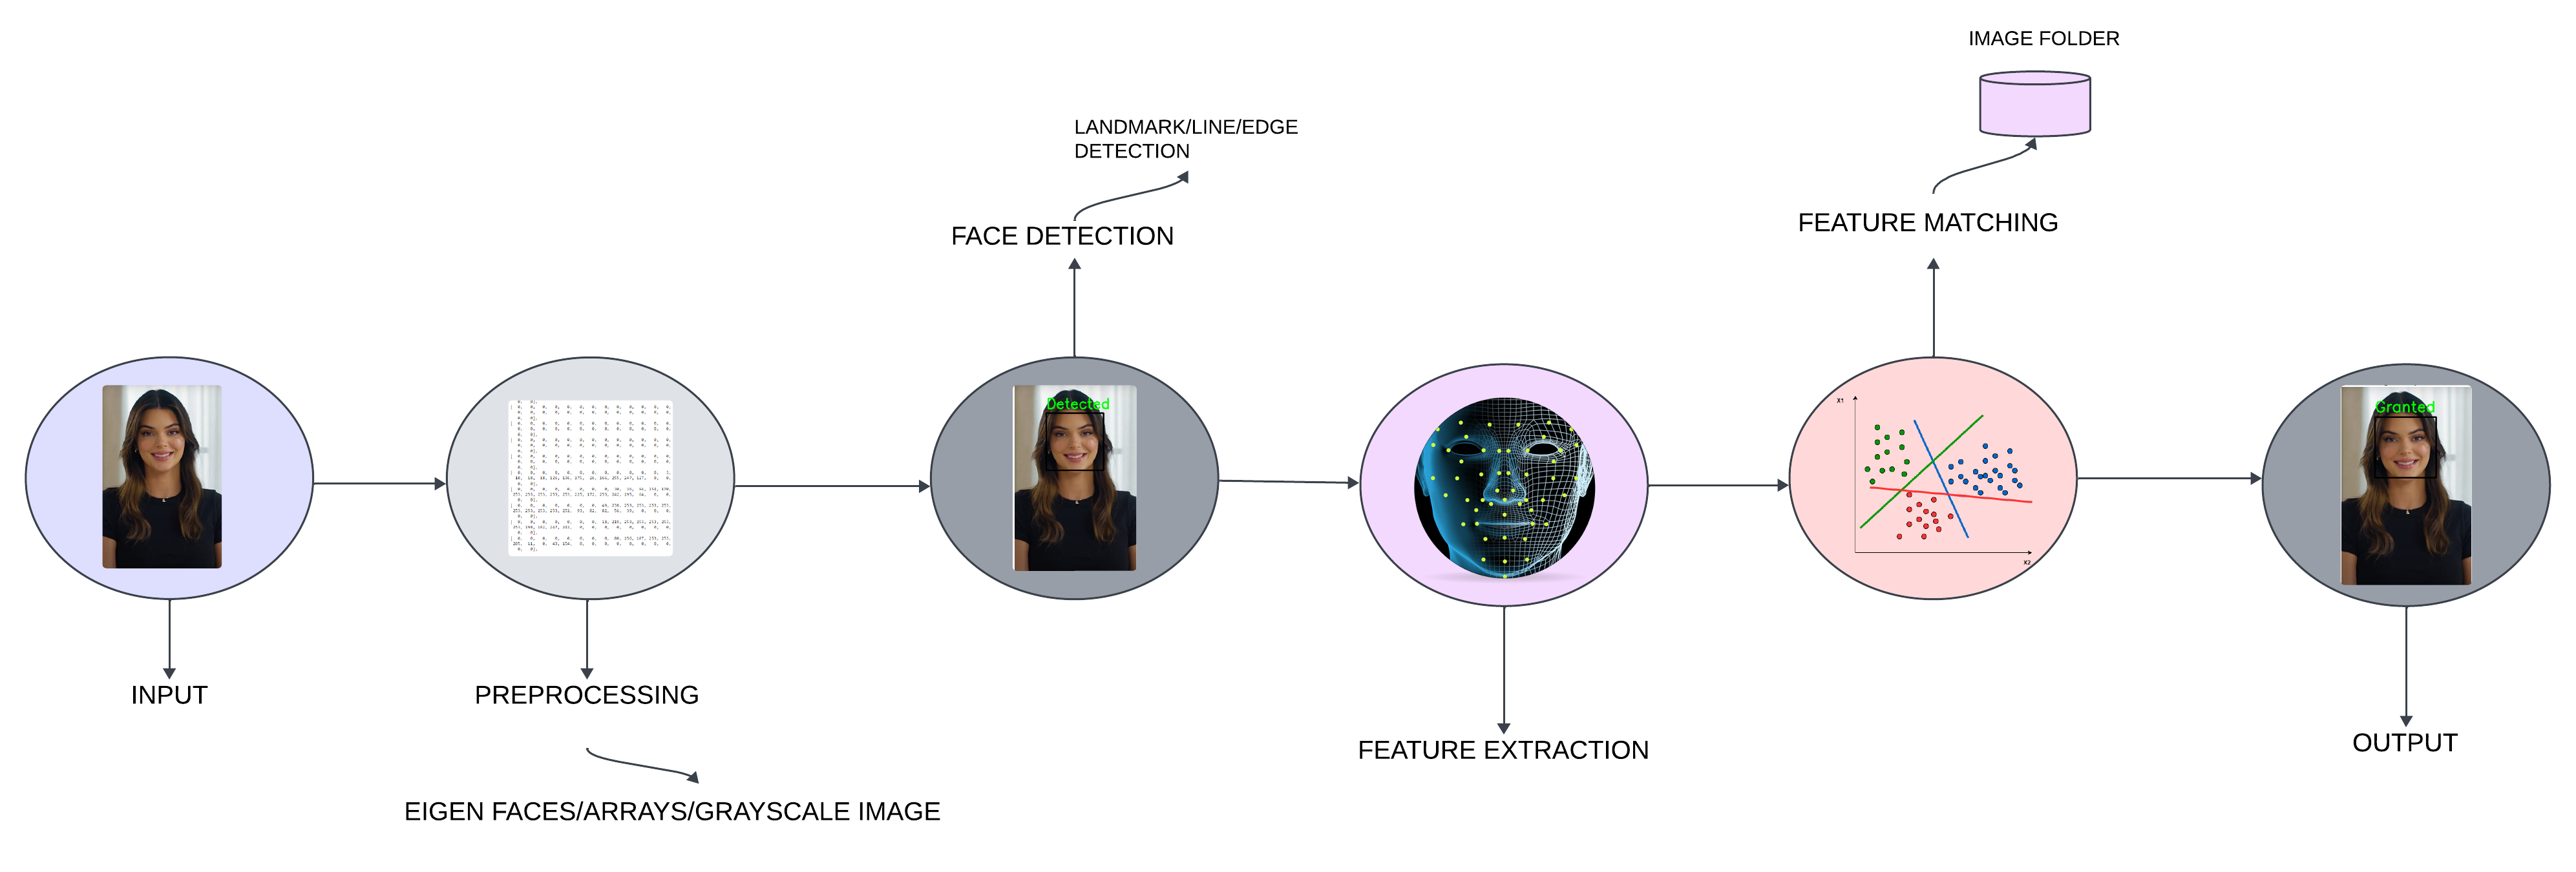 IMAGE FOLDER
LANDMARK/LINE/EDGE
DETECTION
FEATURE MATCHING
FACE DETECTION
Detected
Granted
X1
X2
INPUT
PREPROCESSING
FEATURE EXTRACTION
OUTPUT
EIGEN FACES/ARRAYS/GRAYSCALE IMAGE